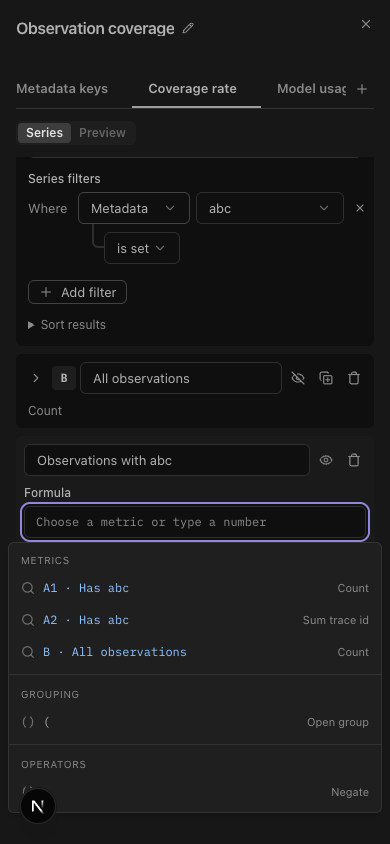 Observation coverage
Metadata keys
Coverage rate
Model usag
Series
Preview
Series filters
Where
Metadata
abc
is set
Add filter
Sort results
B
All observations
Count
Observations with abc
Formula
Choose a metric or type a number
METRICS
A1 · Has abc
Count
A2 · Has abc
Sum trace id
B · All observations
Count
GROUPING
() (
Open group
OPERATORS
Negate
N